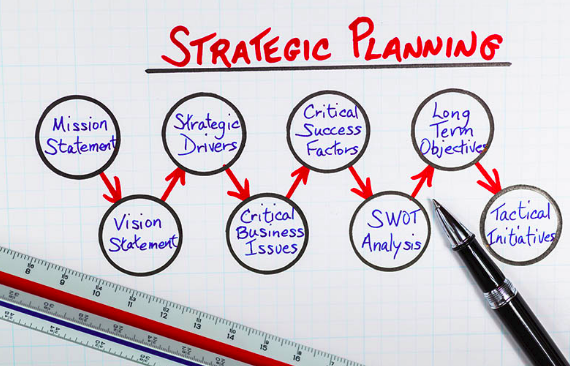 STRATEGIC PLANNING
Mission
Statement
Vision
Statement
Strategic
Drivers
Critical
Business
Issues
Critical
Success
Factors
SWOT
Analysis
Long
Term
Objectives
Tactical
Initiatives
8
9
10
11
12
13
14
15
16